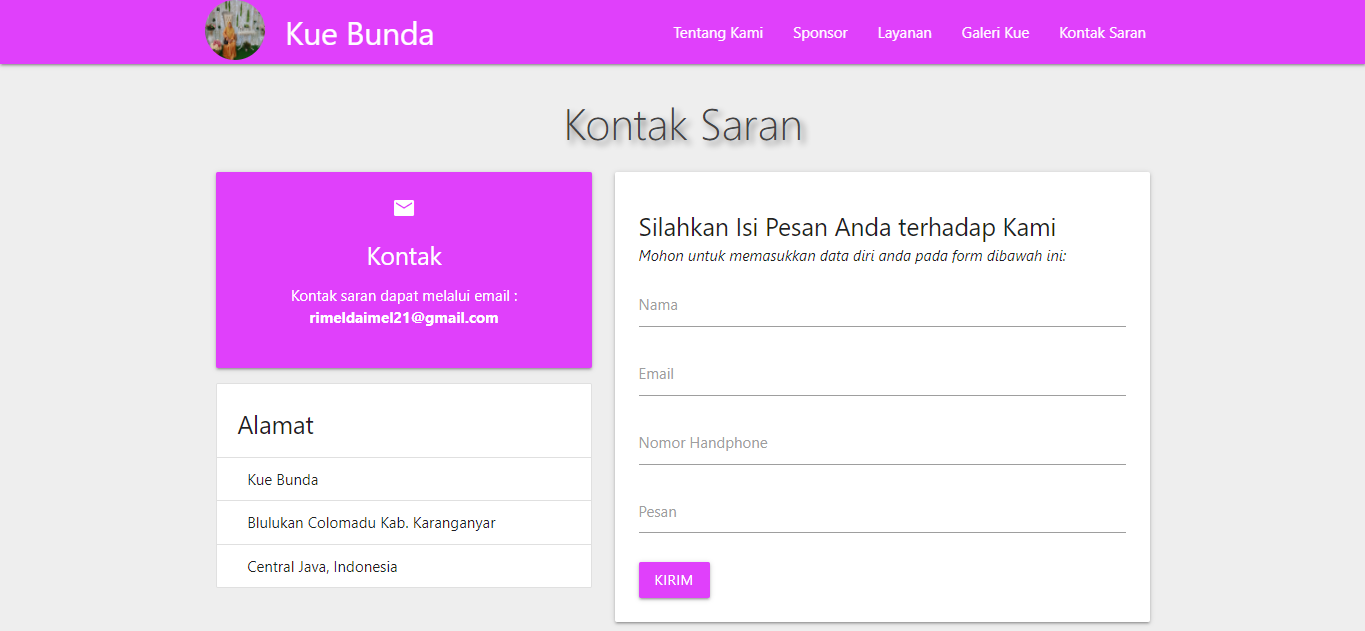 Kue Bunda
Tentang Kami
Sponsor
Layanan
Galeri Kue
Kontak Saran
Kontak Saran
Kontak
Kontak saran dapat melalui email :
rimeldaimel21@gmail.com
Alamat
Kue Bunda
Blulukan Colomadu Kab. Karanganyar
Central Java, Indonesia
Silahkan Isi Pesan Anda terhadap Kami
Mohon untuk memasukkan data diri anda pada form dibawah ini:
Nama
Email
Nomor Handphone
Pesan
KIRIM